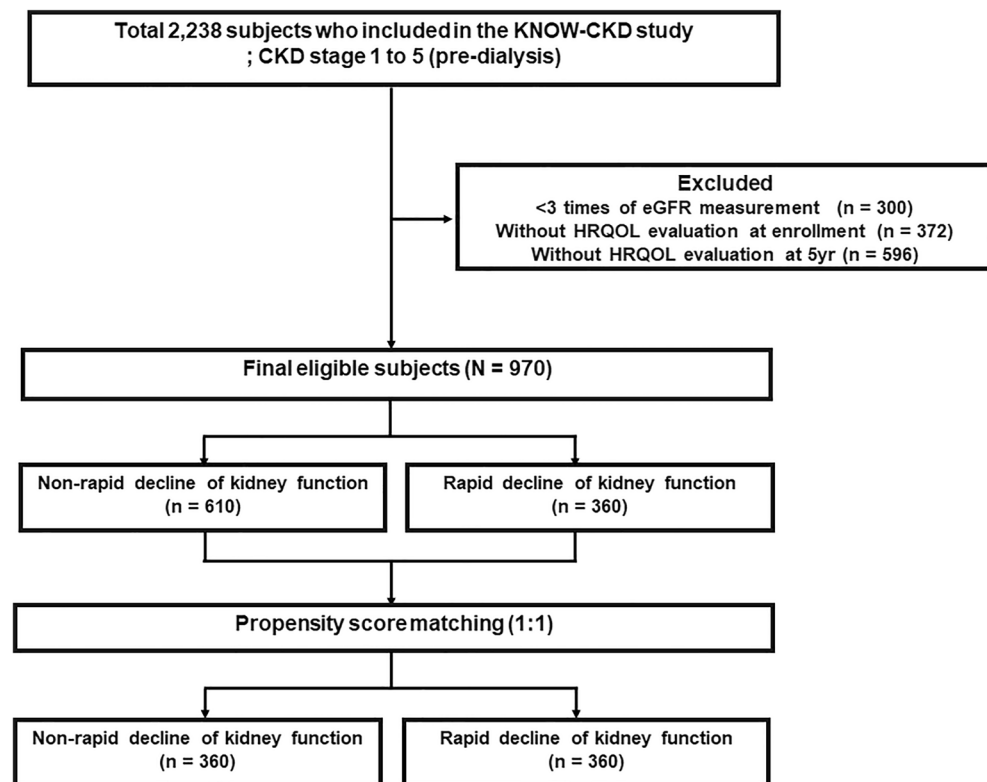 Total 2,238 subjects who included in the KNOW-CKD study
; CKD stage 1 to 5 (pre-dialysis)
Excluded
<3 times of eGFR measurement (n = 300)
Without HRQOL evaluation at enrollment (n = 372)
Without HRQOL evaluation at 5yr (n = 596)
Final eligible subjects (N = 970)
Non-rapid decline of kidney function
(n = 610)
Rapid decline of kidney function
(n = 360)
Propensity score matching (1:1)
Non-rapid decline of kidney function
(n = 360)
Rapid decline of kidney function
(n = 360)